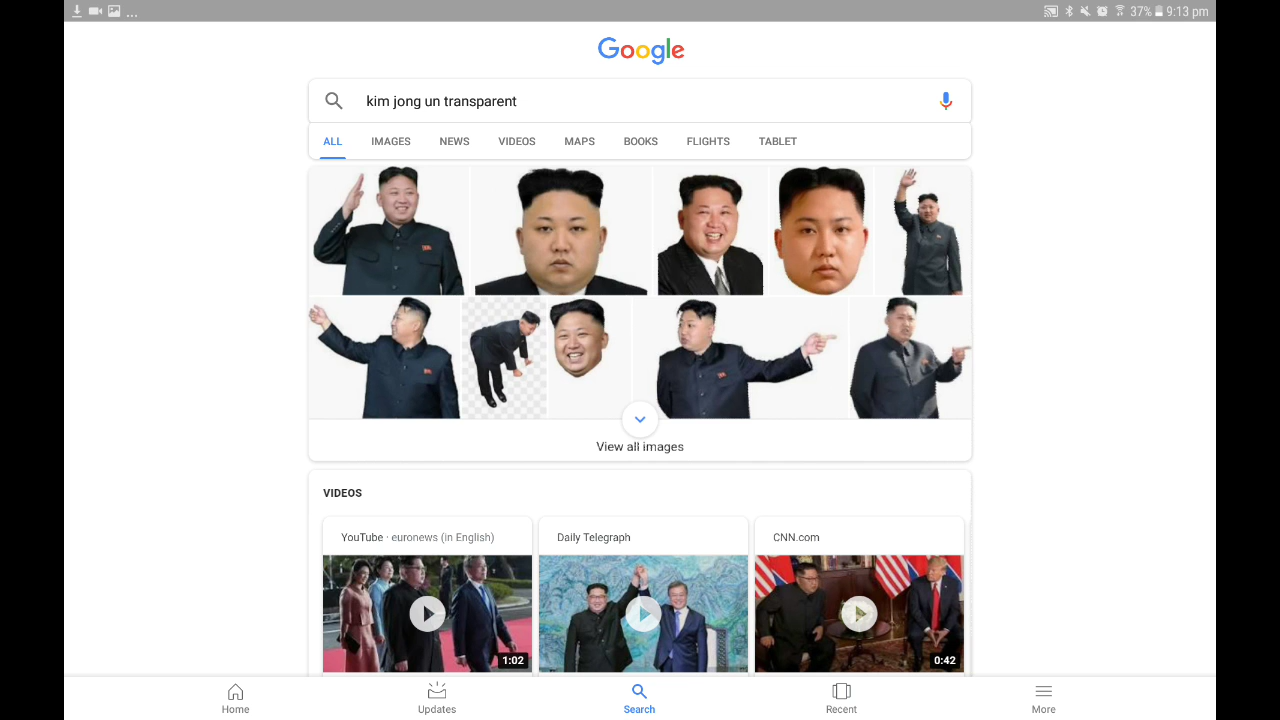 ... 37% 9:13 pm
Google
kim jong un transparent
ALL IMAGES NEWS VIDEOS MAPS BOOKS FLIGHTS TABLET
View all images
VIDEOS
YouTube · euronews (in English) Daily Telegraph CNN.com
1:02 0:42
Home Updates Search Recent More